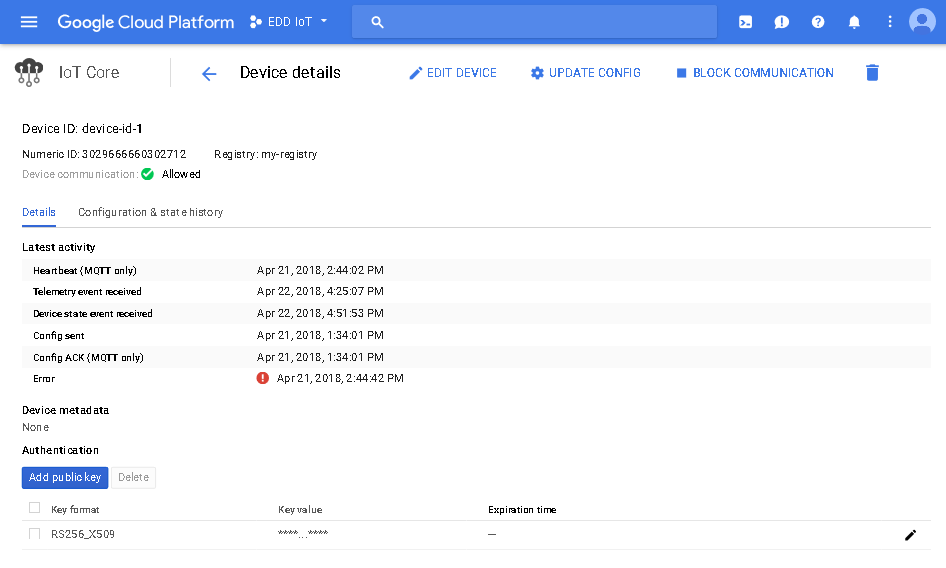 Google Cloud Platform EDD IoT
IoT Core Device details EDIT DEVICE UPDATE CONFIG BLOCK COMMUNICATION
Device ID: device-id-1
Numeric ID: 3029666660302712 Registry: my-registry
Device communication: Allowed
Details Configuration & state history
Latest activity
Heartbeat (MQTT only) Apr 21, 2018, 2:44:02 PM
Telemetry event received Apr 22, 2018, 4:25:07 PM
Device state event received Apr 22, 2018, 4:51:53 PM
Config sent Apr 21, 2018, 1:34:01 PM
Config ACK (MQTT only) Apr 21, 2018, 1:34:01 PM
Error Apr 21, 2018, 2:44:42 PM
Device metadata
None
Authentication
Add public key Delete
Key format Key value Expiration time
RS256_X509 ****...**** —